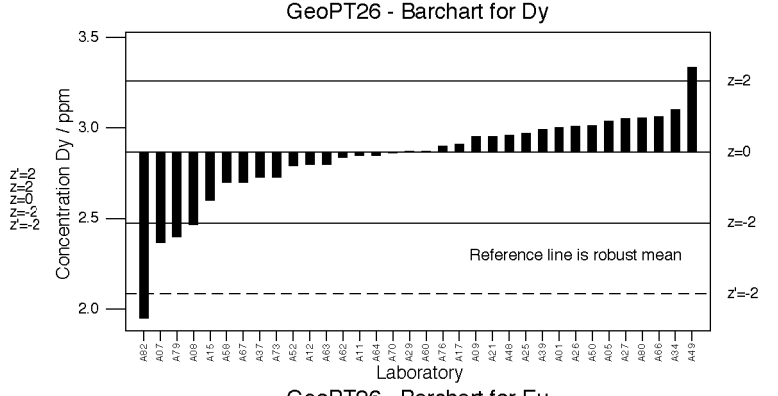 GeoPT26 - Barchart for Dy
3.5
3.0
2.5
2.0
Concentration Dy / ppm
z=2
z=0
z=-2
z'=-2
Reference line is robust mean
A82 A07 A79 A08 A15 A58 A67 A37 A73 A52 A12 A63 A62 A11 A64 A70 A29 A60 A76 A17 A09 A21 A48 A25 A39 A01 A26 A50 A05 A27 A80 A66 A34 A49
Laboratory